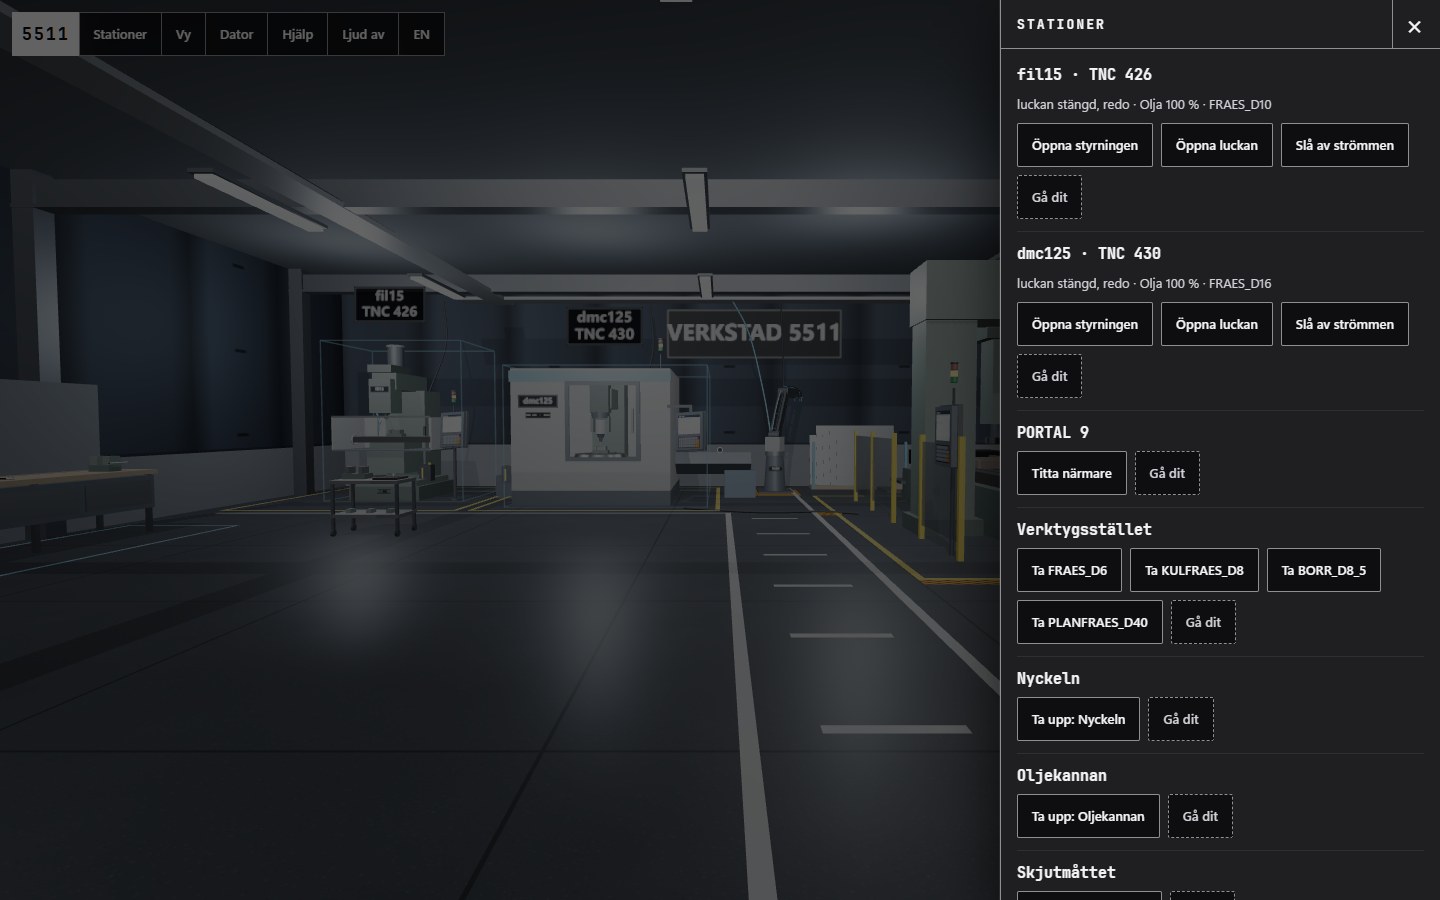 5511
Stationer
Vy
Dator
Hjälp
Ljud av
EN
fil15
TNC 426
dmc125
TNC 430
VERKSTAD 5511
dmc125
STATIONER
fil15 · TNC 426
luckan stängd, redo · Olja 100 % · FRAES_D10
Öppna styrningen
Öppna luckan
Slå av strömmen
Gå dit
dmc125 · TNC 430
luckan stängd, redo · Olja 100 % · FRAES_D16
Öppna styrningen
Öppna luckan
Slå av strömmen
Gå dit
PORTAL 9
Titta närmare
Gå dit
Verktygsstället
Ta FRAES_D6
Ta KULFRAES_D8
Ta BORR_D8_5
Ta PLANFRAES_D40
Gå dit
Nyckeln
Ta upp: Nyckeln
Gå dit
Oljekannan
Ta upp: Oljekannan
Gå dit
Skjutmåttet